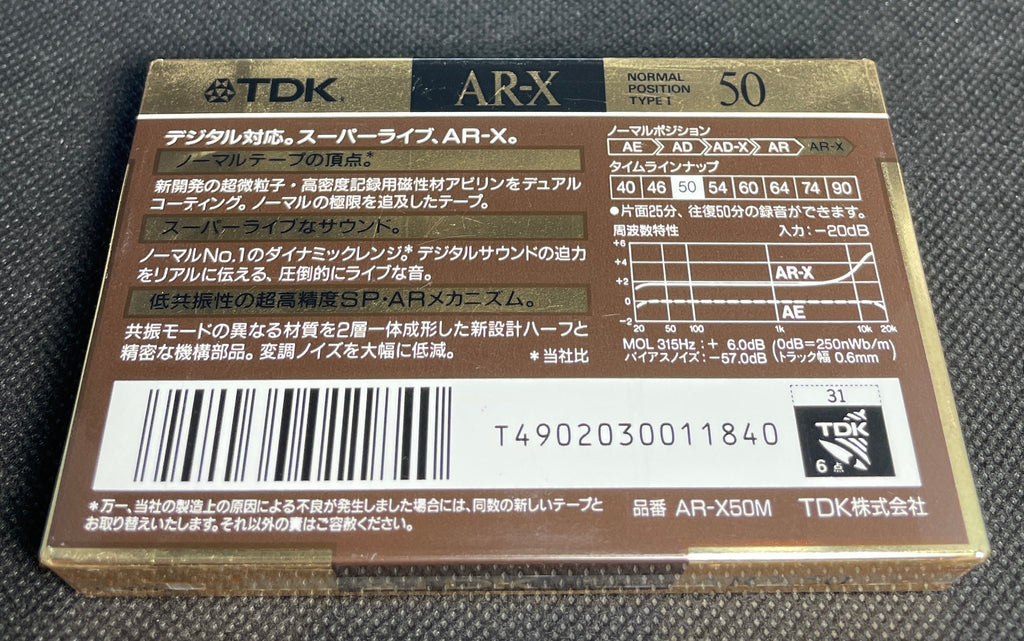 TDK AR-X NORMAL POSITION TYPE I 50
デジタル対応。スーパーライブ、AR-X。
ノーマルテープの頂点。*
新開発の超微粒子・高密度記録用磁性材アビリンをデュアル
コーティング。ノーマルの極限を追及したテープ。
スーパーライブなサウンド。
ノーマルNo.1のダイナミックレンジ。*デジタルサウンドの迫力
をリアルに伝える、圧倒的にライブな音。
低共振性の超高精度SP・ARメカニズム。
共振モードの異なる材質を2層一体成形した新設計ハーフと
精密な機構部品。変調ノイズを大幅に低減。 *当社比
ノーマルポジション
AE AD AD-X AR AR-X
タイムラインナップ
40 46 50 54 60 64 74 90
●片面25分、往復50分の録音ができます。
周波数特性 入力:-20dB
+6
+4
+2
0
-2
AR-X
AE
20 50 100 1k 10k 20k
MOL 315Hz:+ 6.0dB (0dB=250nWb/m)
バイアスノイズ:-57.0dB (トラック幅 0.6mm)
T4902030011840
31
TDK
6点
*万一、当社の製造上の原因による不良が発生しました場合には、同数の新しいテープと
お取り替えいたします。それ以外の責はご容赦ください。
品番 AR-X50M TDK株式会社